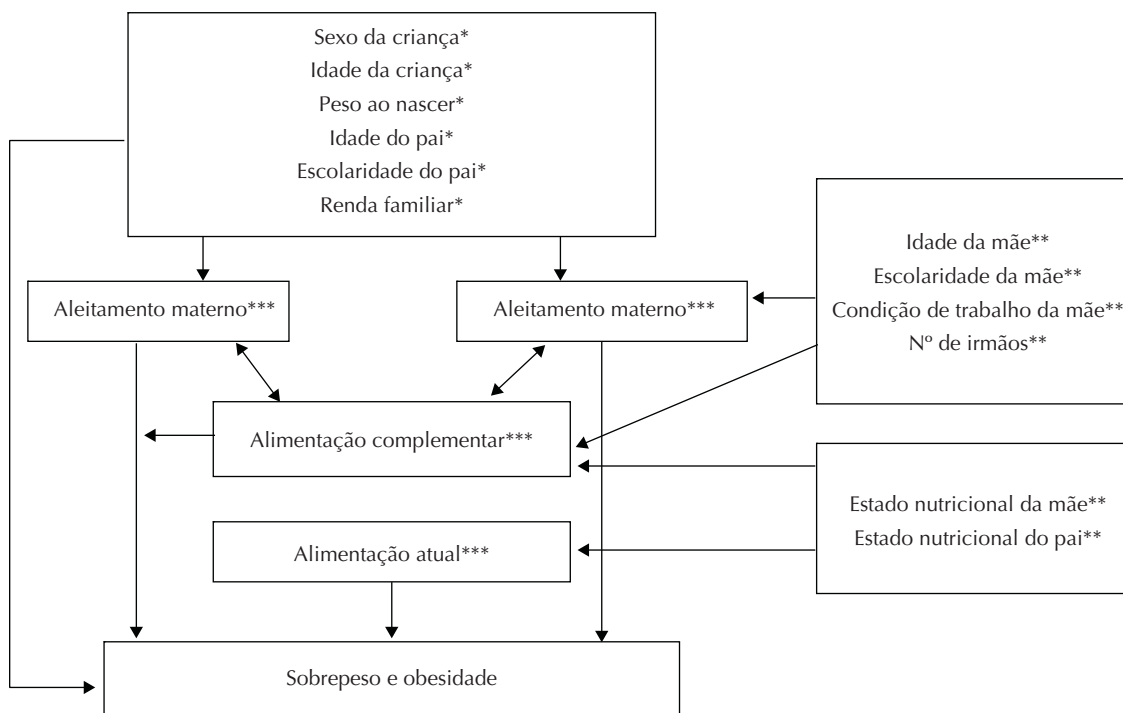 Sexo da criança*
Idade da criança*
Peso ao nascer*
Idade do pai*
Escolaridade do pai*
Renda familiar*
Idade da mãe**
Escolaridade da mãe**
Condição de trabalho da mãe**
Nº de irmãos**
Aleitamento materno***
Aleitamento materno***
Alimentação complementar***
Estado nutricional da mãe**
Estado nutricional do pai**
Alimentação atual***
Sobrepeso e obesidade